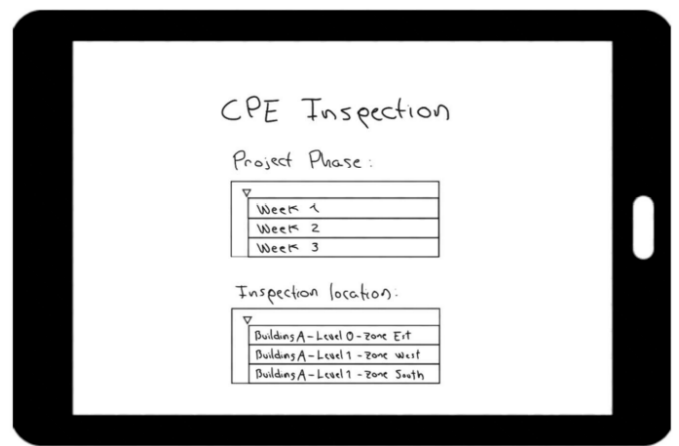 CPE Inspection
Project Phase:
Week 1
Week 2
Week 3
Inspection location:
Building A - Level 0 - Zone Est
Building A - Level 1 - Zone West
Building A - Level 1 - Zone South